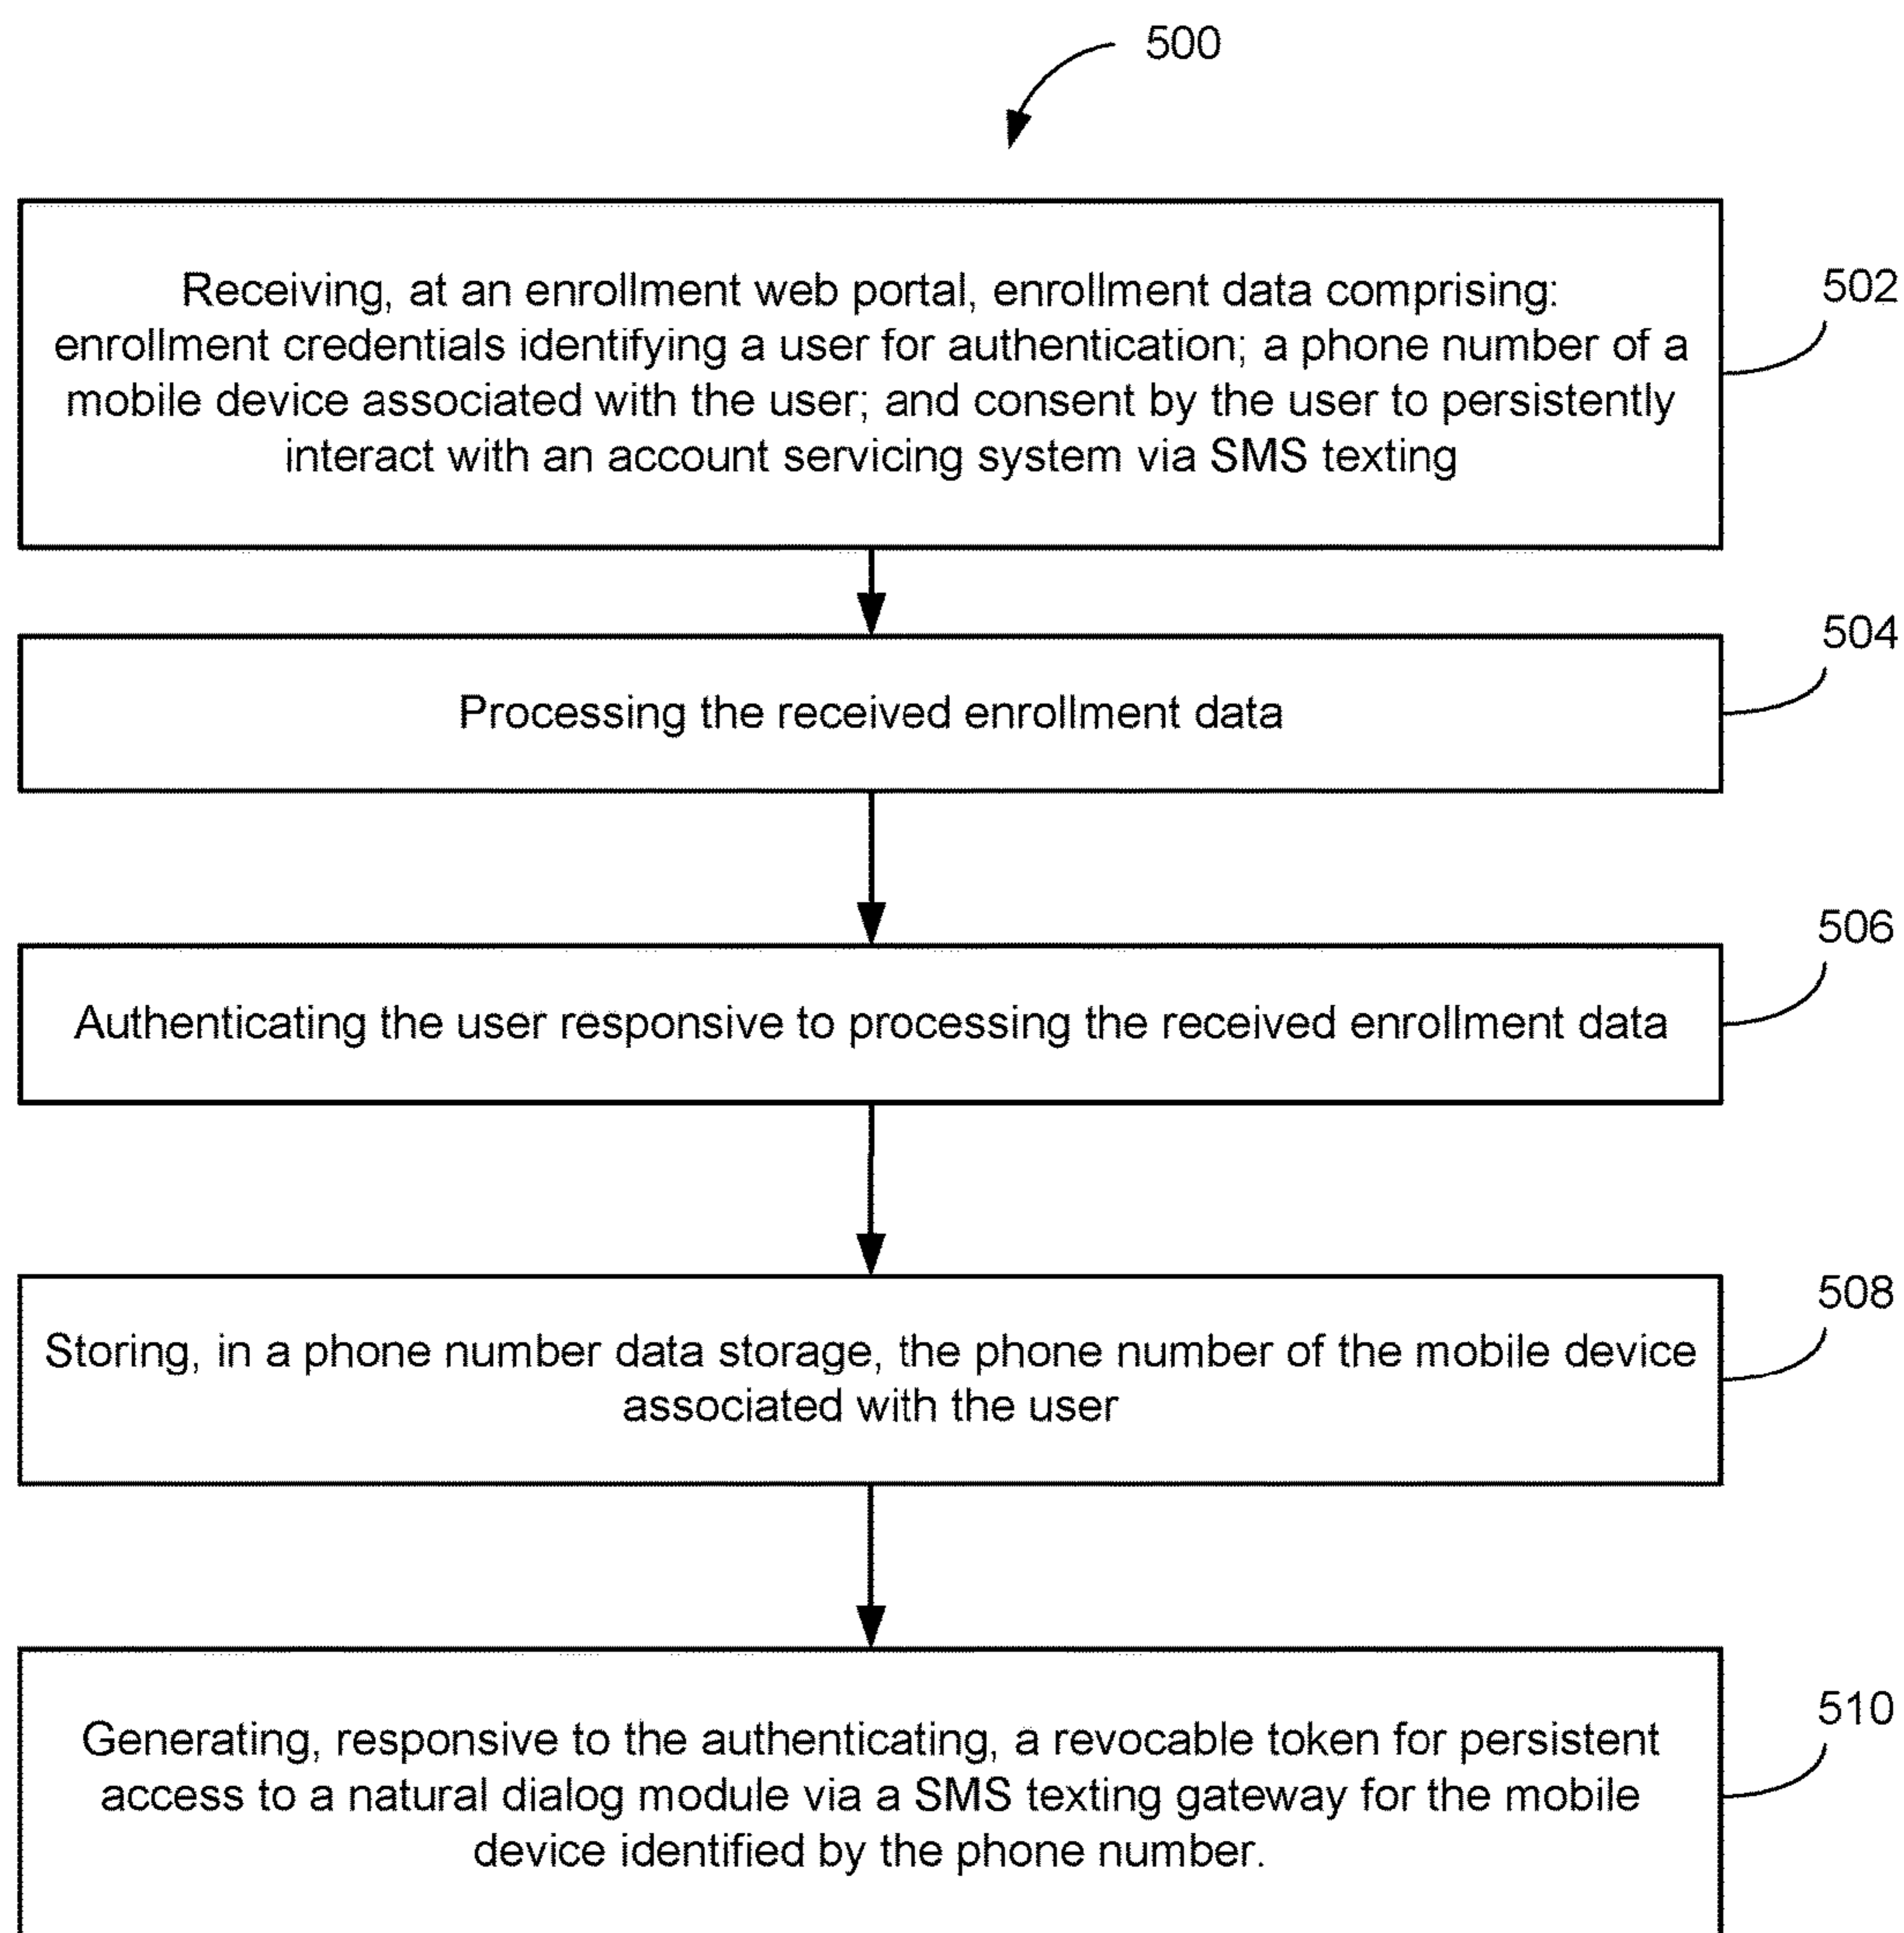 500
Receiving, at an enrollment web portal, enrollment data comprising:
enrollment credentials identifying a user for authentication; a phone number of a
mobile device associated with the user; and consent by the user to persistently
interact with an account servicing system via SMS texting
502
Processing the received enrollment data
504
Authenticating the user responsive to processing the received enrollment data
506
Storing, in a phone number data storage, the phone number of the mobile device
associated with the user
508
Generating, responsive to the authenticating, a revocable token for persistent
access to a natural dialog module via a SMS texting gateway for the mobile
device identified by the phone number.
510